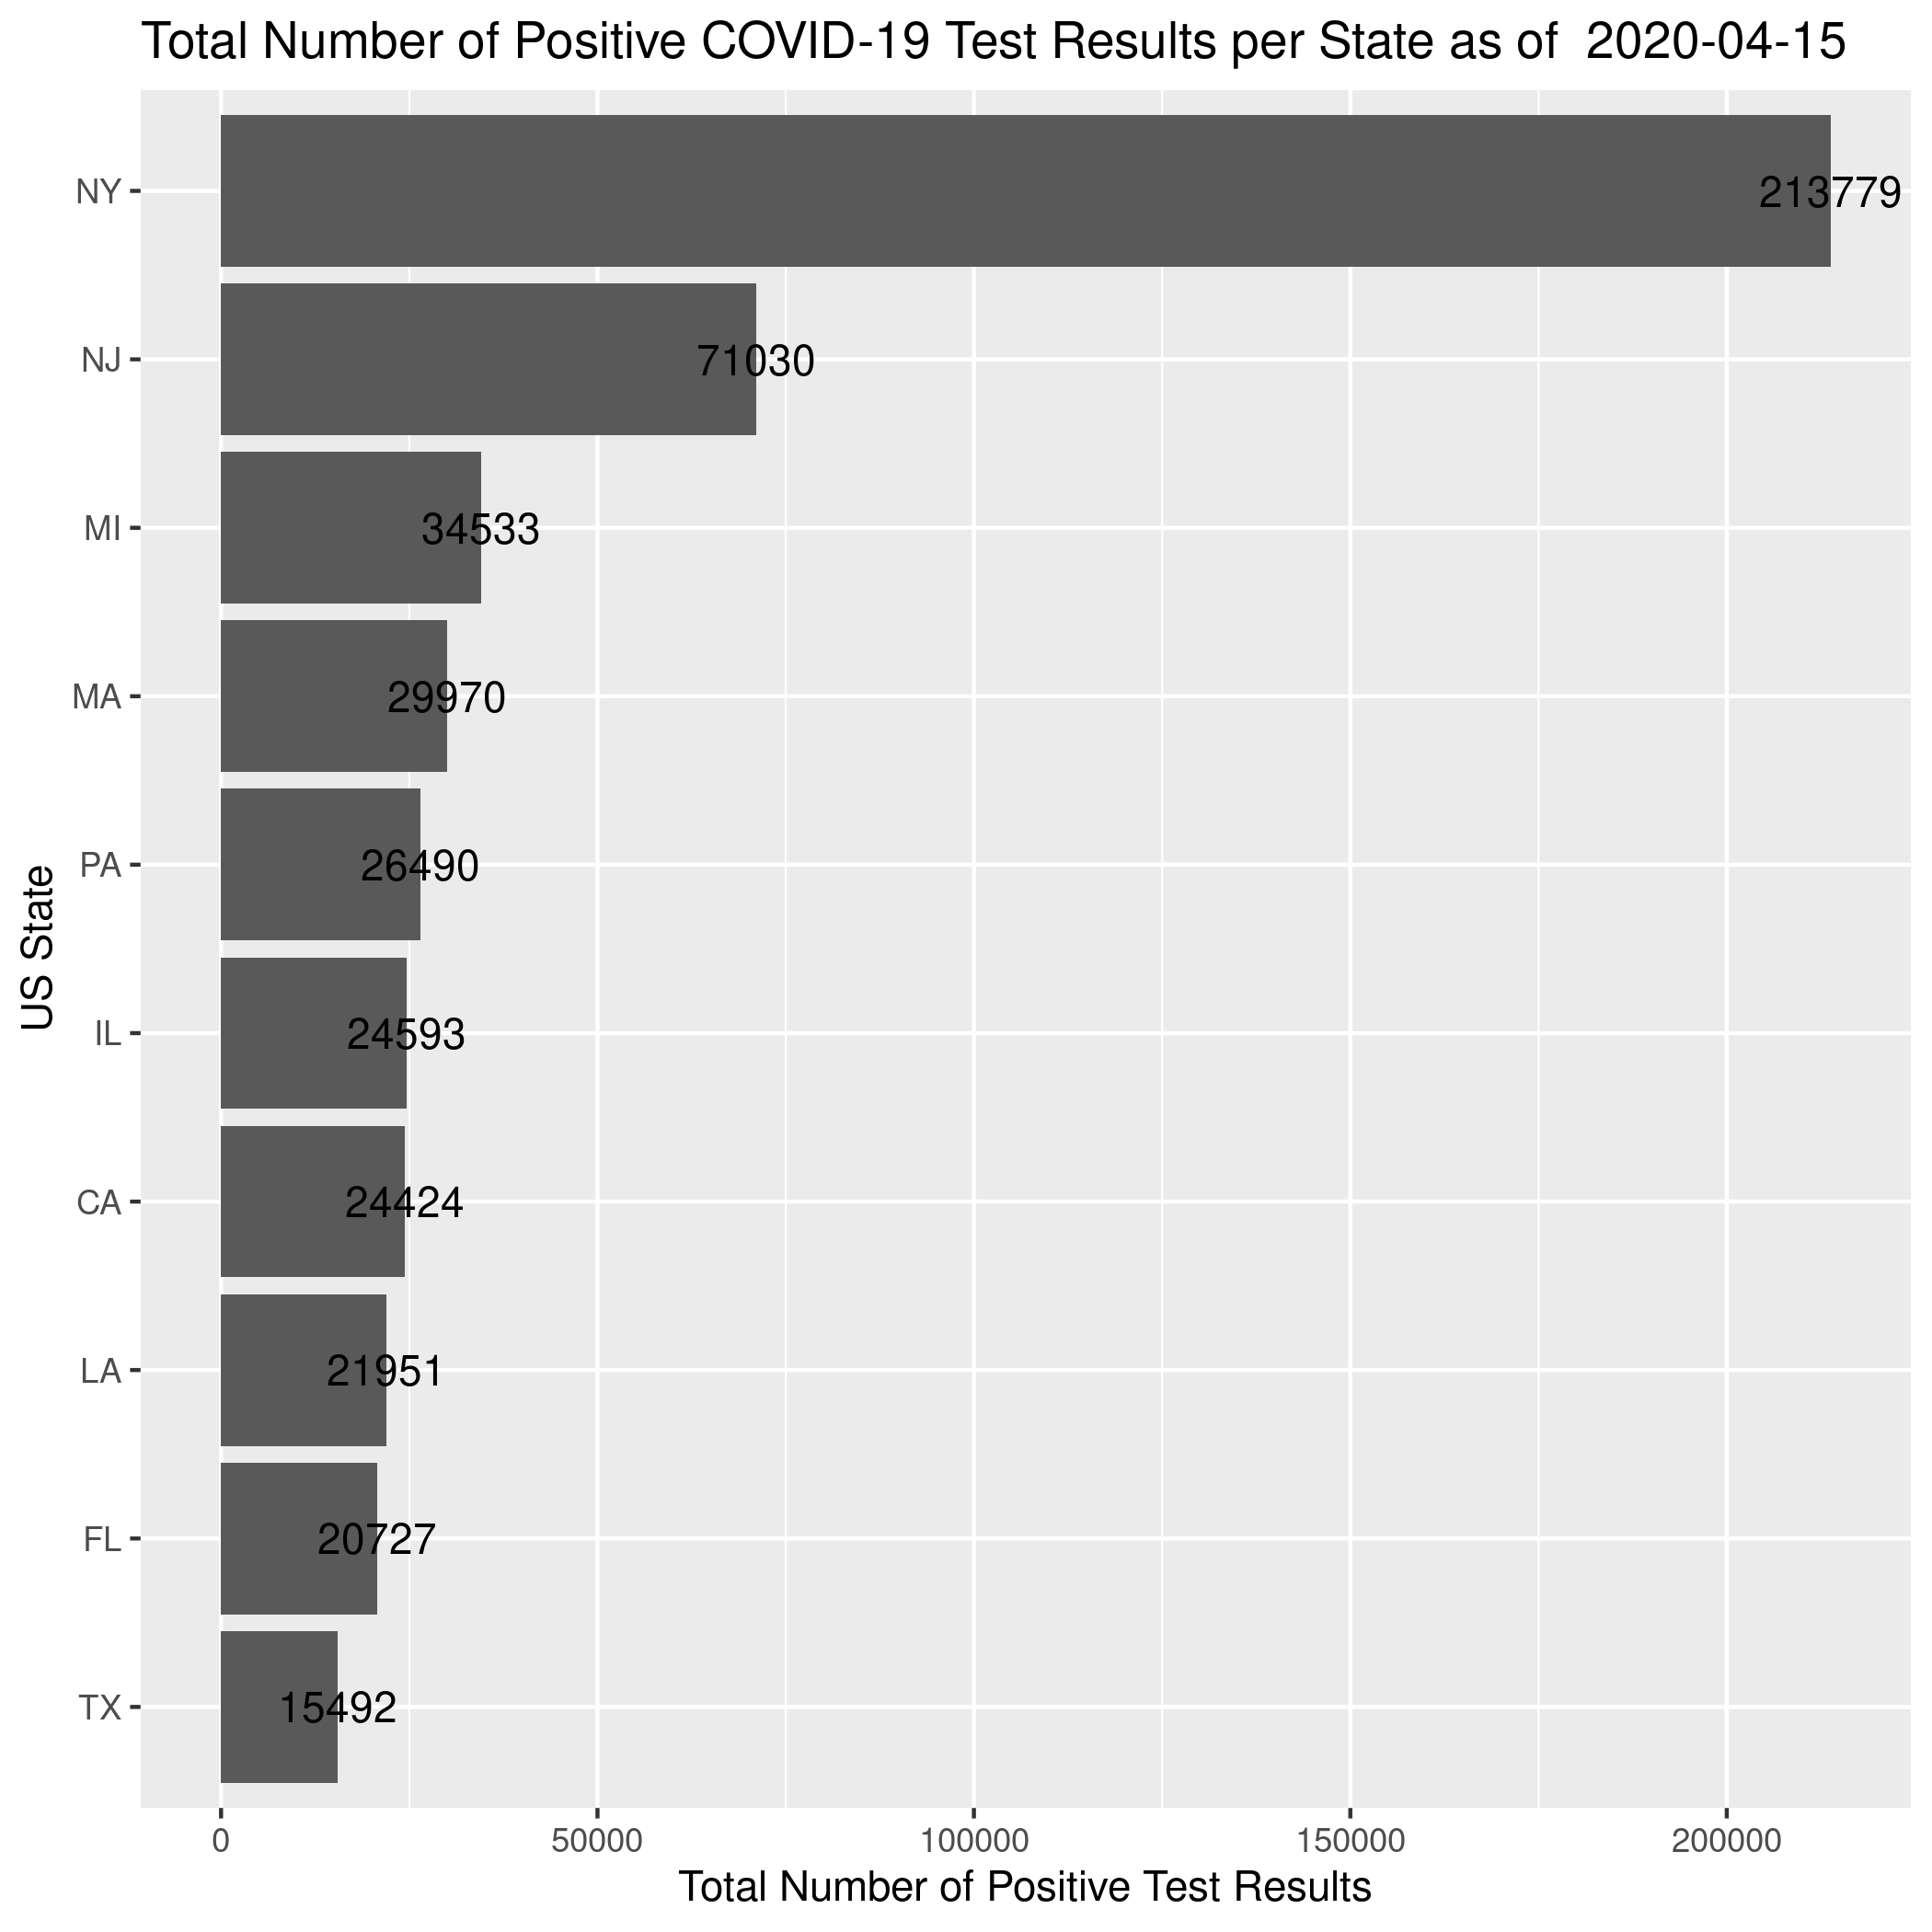 Total Number of Positive COVID-19 Test Results per State as of  2020-04-15
NY
213779
NJ
71030
MI
34533
MA
29970
PA
26490
US State
IL
24593
CA
24424
LA
21951
FL
20727
TX
15492
0 50000 100000 150000 200000
Total Number of Positive Test Results